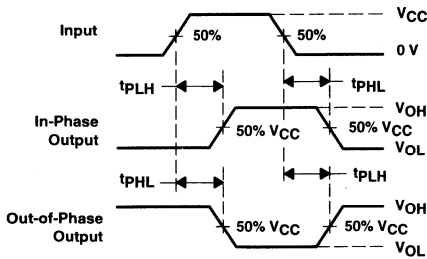 VCC
Input
50%
50%
0 V
tPLH
tPHL
VOH
In-Phase
Output
50% VCC
50% VCC
VOL
tPHL
tPLH
VOH
Out-of-Phase
Output
50% VCC
50% VCC
VOL